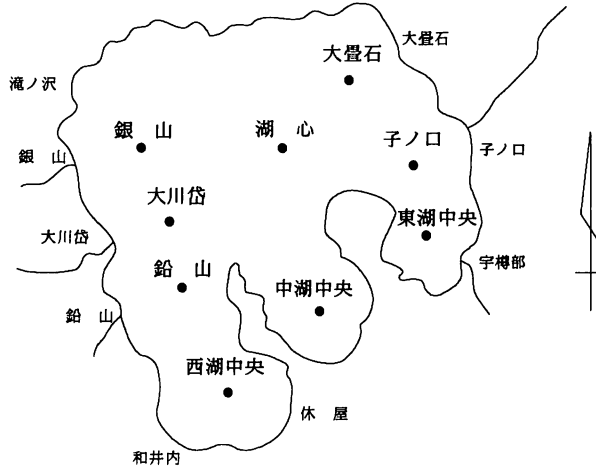 大畳石
大畳石
滝ノ沢
銀 山
湖 心
子ノ口
子ノ口
銀 山
大川岱
東湖中央
大川岱
宇樽部
鉛 山
中湖中央
鉛 山
西湖中央
休 屋
和井内